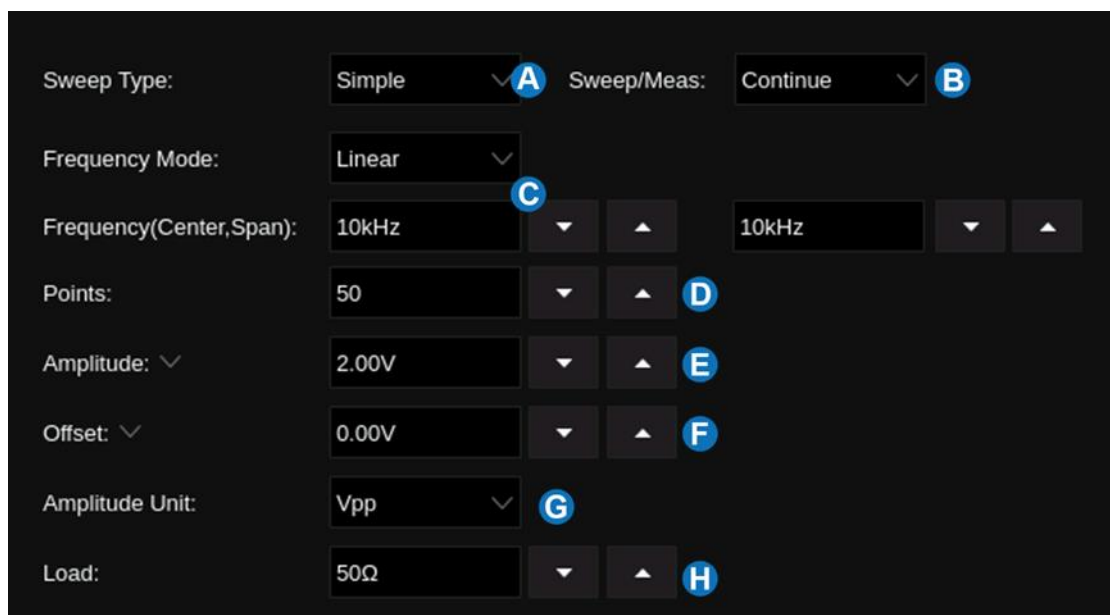 Sweep Type: Simple A Sweep/Meas: Continue B
Frequency Mode: Linear
C
Frequency(Center,Span): 10kHz 10kHz
Points: 50 D
Amplitude: 2.00V E
Offset: 0.00V F
Amplitude Unit: Vpp G
Load: 50Ω H